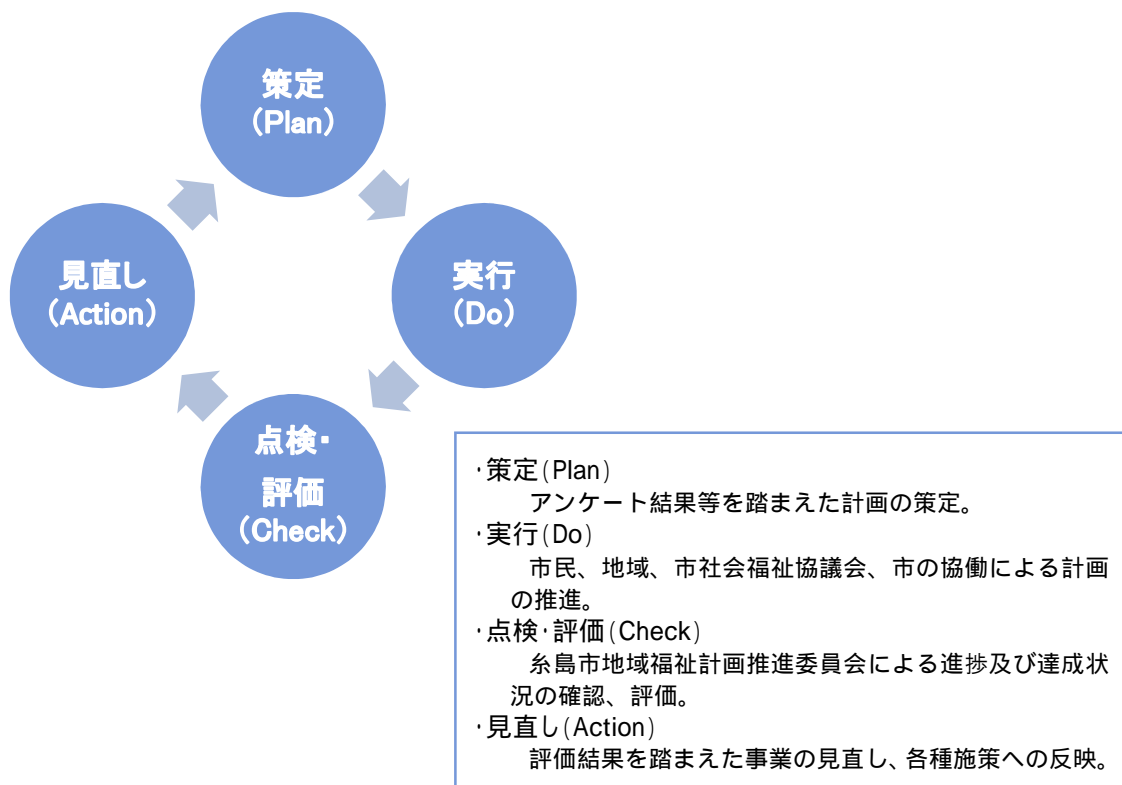 策定
(Plan)
実行
(Do)
見直し
(Action)
点検・
評価
(Check)
・策定(Plan)
アンケート結果等を踏まえた計画の策定。
・実行(Do)
市民、地域、市社会福祉協議会、市の協働による計画
の推進。
・点検・評価(Check)
糸島市地域福祉計画推進委員会による進捗及び達成状
況の確認、評価。
・見直し(Action)
評価結果を踏まえた事業の見直し、各種施策への反映。